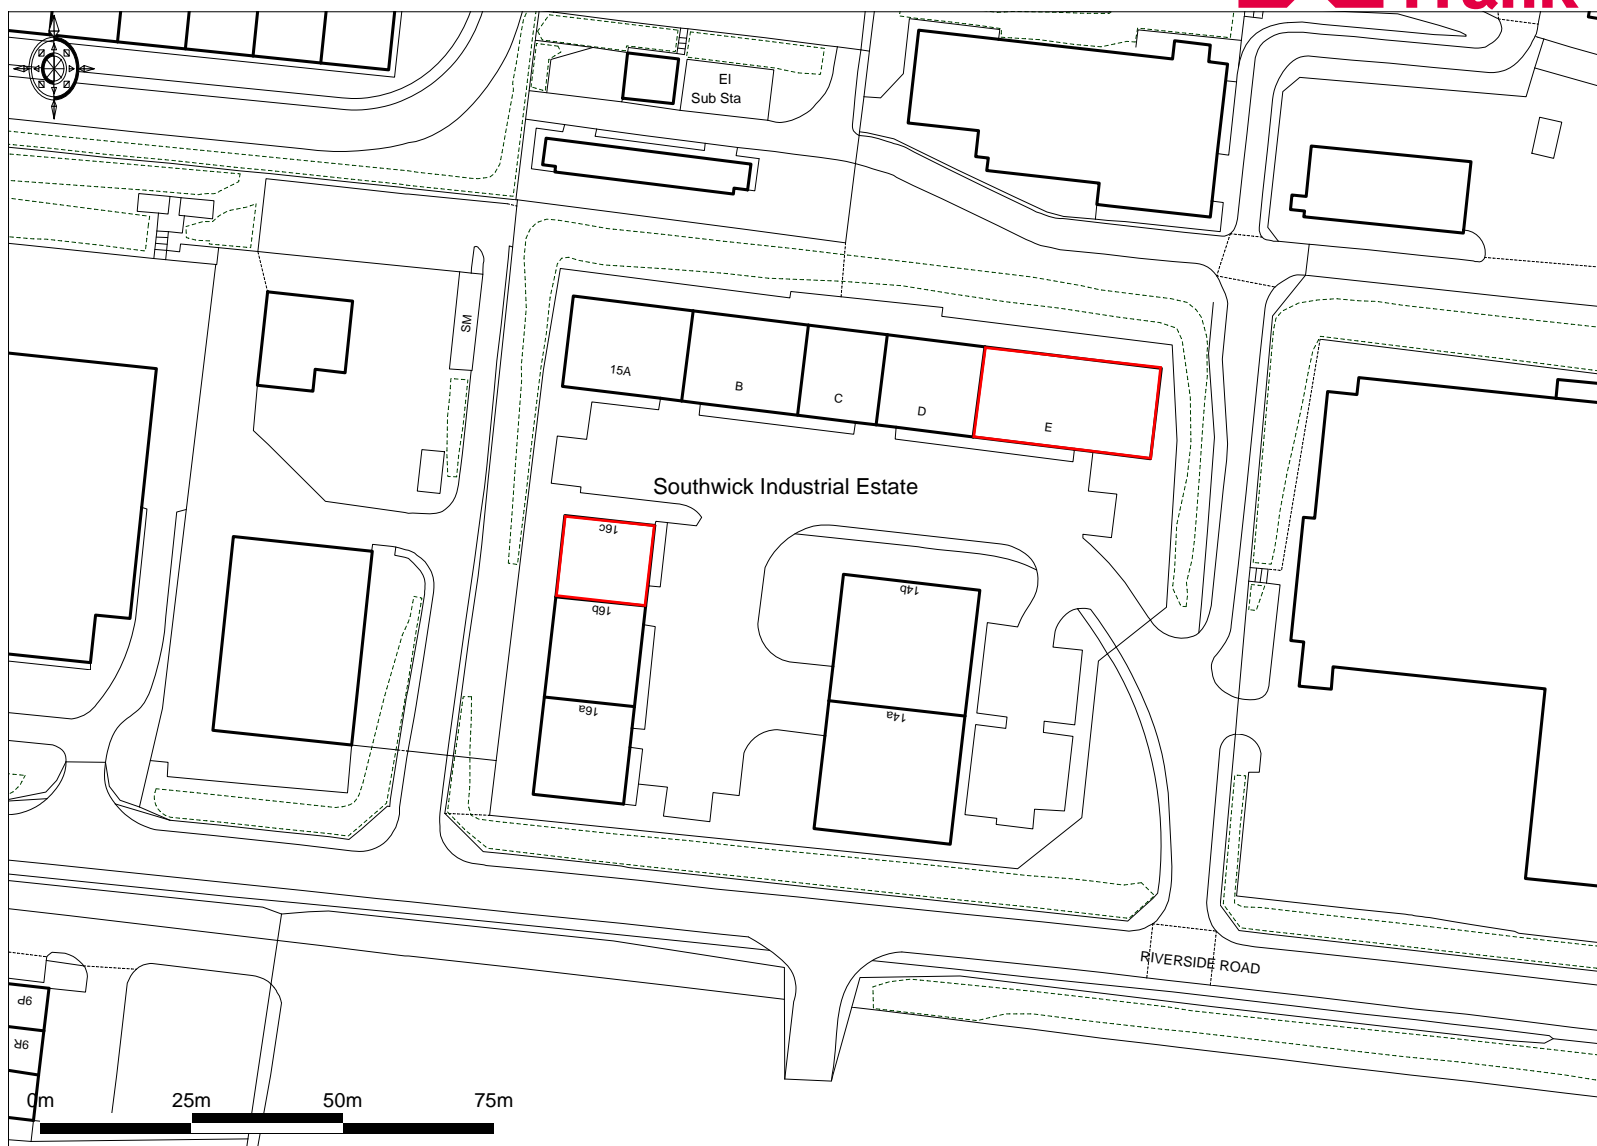 El
Sub Sta
SM
15A
B
C
D
E
Southwick Industrial Estate
16c
16b
16a
14b
14a
RIVERSIDE ROAD
9P
9R
0m 25m 50m 75m